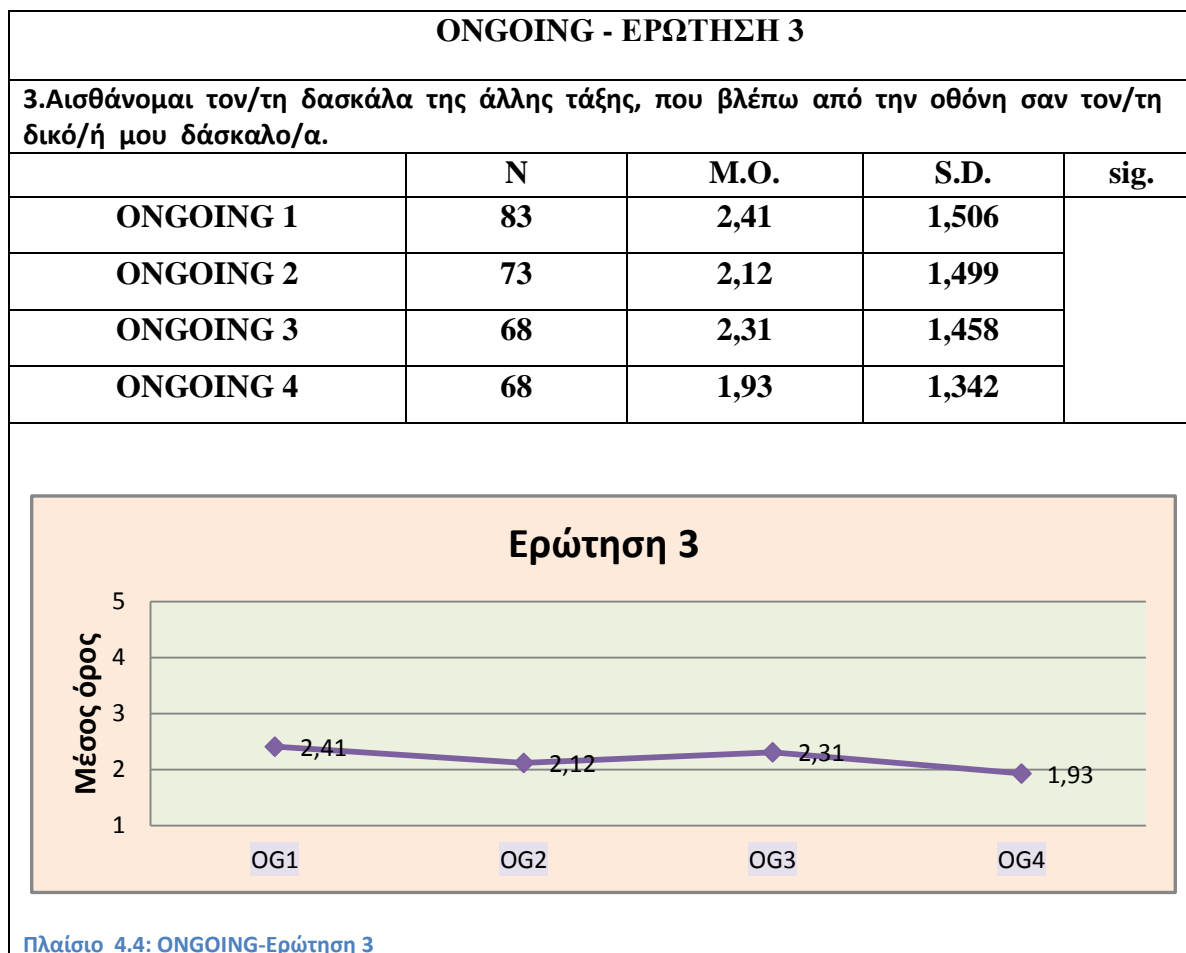 ONGOING - ΕΡΩΤΗΣΗ 3
3.Αισθάνομαι τον/τη δασκάλα της άλλης τάξης, που βλέπω από την οθόνη σαν τον/τη
δικό/ή μου δάσκαλο/α.
N M.O. S.D. sig.
ONGOING 1 83 2,41 1,506
ONGOING 2 73 2,12 1,499
ONGOING 3 68 2,31 1,458
ONGOING 4 68 1,93 1,342
Ερώτηση 3
Μέσος όρος
5
4
3
2
1
2,41 2,12 2,31 1,93
OG1 OG2 OG3 OG4
Πλαίσιο 4.4: ONGOING-Ερώτηση 3